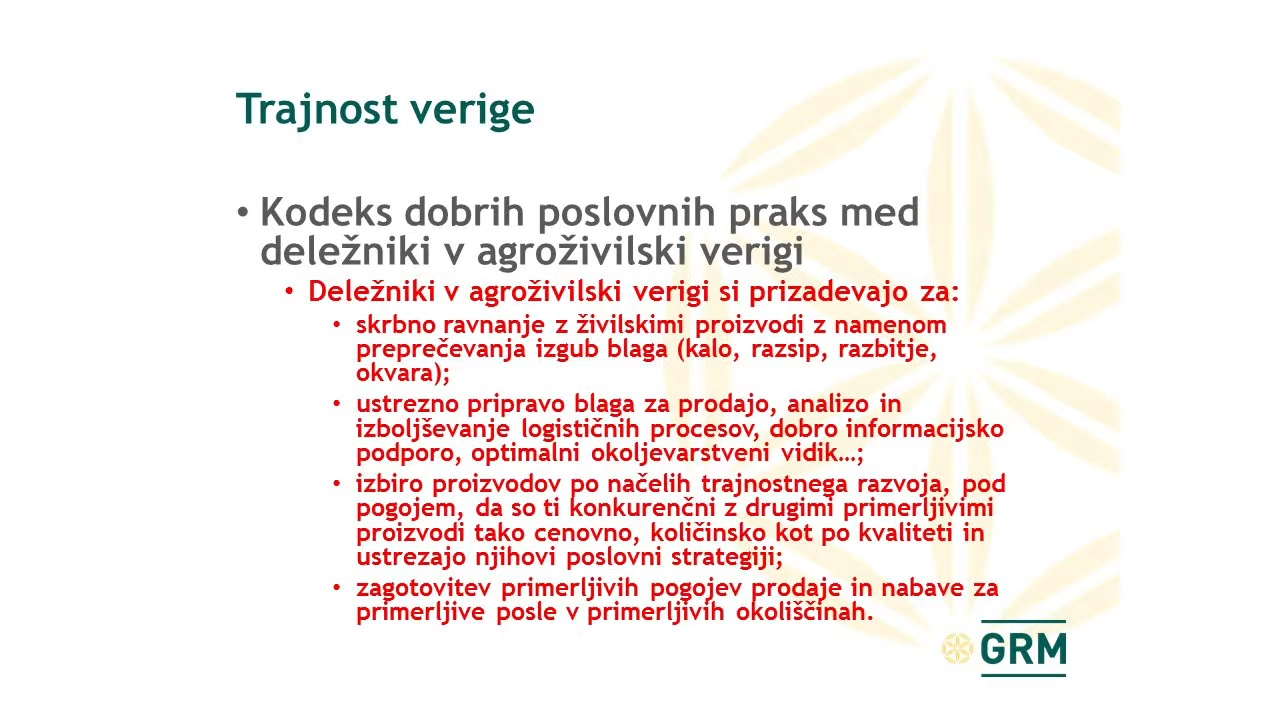 Trajnost verige
• Kodeks dobrih poslovnih praks med
deležniki v agroživilski verigi
• Deležniki v agroživilski verigi si prizadevajo za:
• skrbno ravnanje z živilskimi proizvodi z namenom
preprečevanja izgub blaga (kalo, razsip, razbitje,
okvara);
• ustrezno pripravo blaga za prodajo, analizo in
izboljševanje logističnih procesov, dobro informacijsko
podporo, optimalni okoljevarstveni vidik…;
• izbiro proizvodov po načelih trajnostnega razvoja, pod
pogojem, da so ti konkurenčni z drugimi primerljivimi
proizvodi tako cenovno, količinsko kot po kvaliteti in
ustrezajo njihovi poslovni strategiji;
• zagotovitev primerljivih pogojev prodaje in nabave za
primerljive posle v primerljivih okoliščinah.
GRM